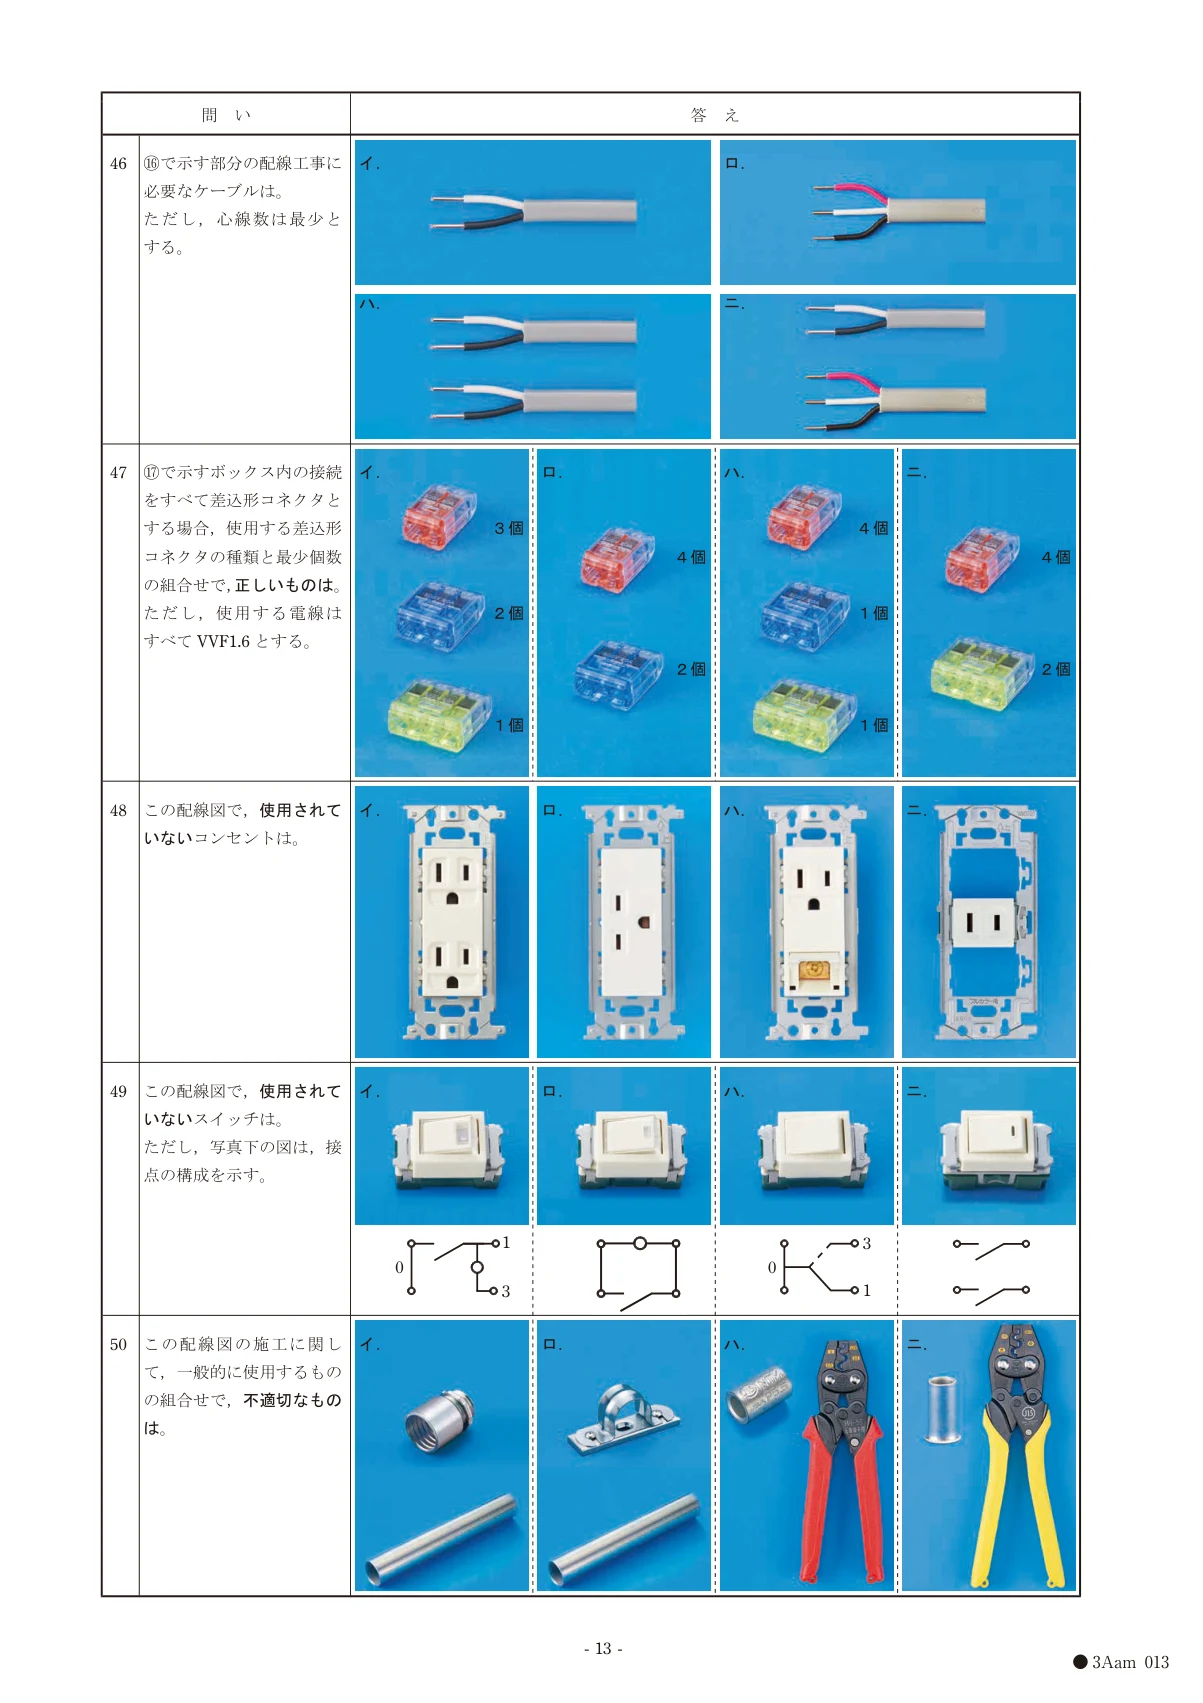 問 い
答 え
46
⑯で示す部分の配線工事に
必要なケーブルは。
ただし，心線数は最少と
する。
イ.
ロ.
ハ.
ニ.
47
⑰で示すボックス内の接続
をすべて差込形コネクタと
する場合，使用する差込形
コネクタの種類と最少個数
の組合せで，正しいものは。
ただし，使用する電線は
すべて VVF1.6 とする。
イ.
3個
2個
1個
ロ.
4個
2個
ハ.
4個
1個
1個
ニ.
4個
2個
48
この配線図で，使用されて
いないコンセントは。
イ.
ロ.
ハ.
ニ.
49
この配線図で，使用されて
いないスイッチは。
ただし，写真下の図は，接
点の構成を示す。
イ.
0
1
3
ロ.
ハ.
0
3
1
ニ.
50
この配線図の施工に関し
て，一般的に使用するもの
の組合せで，不適切なもの
は。
イ.
ロ.
ハ.
ニ.
- 13 -
●3Aam 013